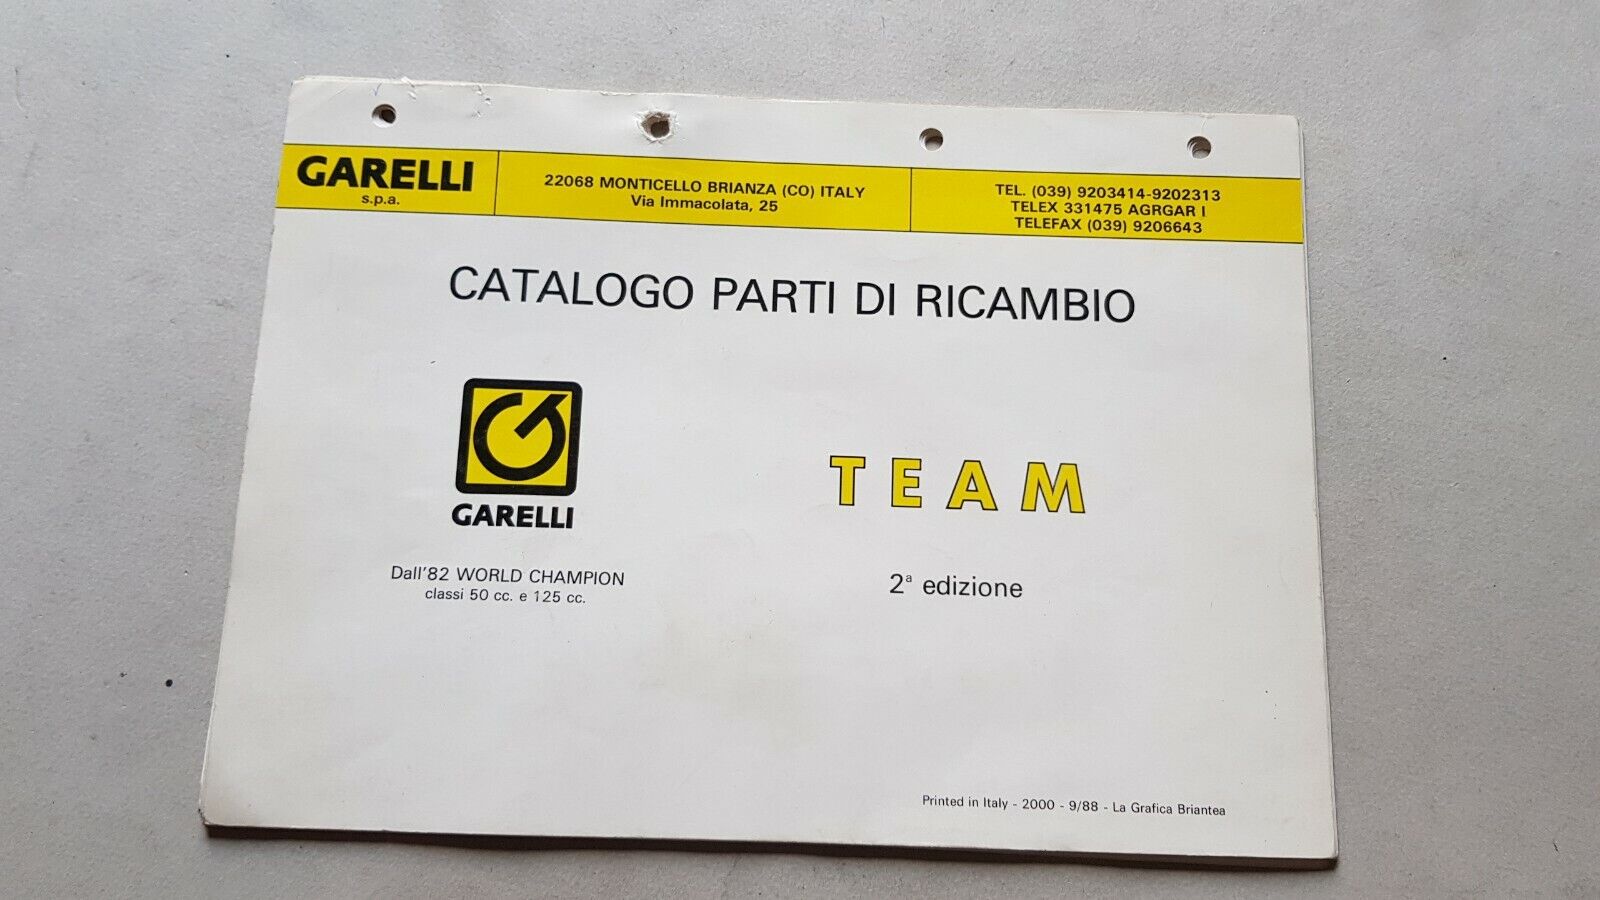 GARELLI
s.p.a.
22068 MONTICELLO BRIANZA (CO) ITALY
Via Immacolata, 25
TEL. (039) 9203414-9202313
TELEX 331475 AGRGAR I
TELEFAX (039) 9206643
CATALOGO PARTI DI RICAMBIO
GARELLI
Dall'82 WORLD CHAMPION
classi 50 cc. e 125 cc.
TEAM
2ª edizione
Printed in Italy - 2000 - 9/88 - La Grafica Briantea